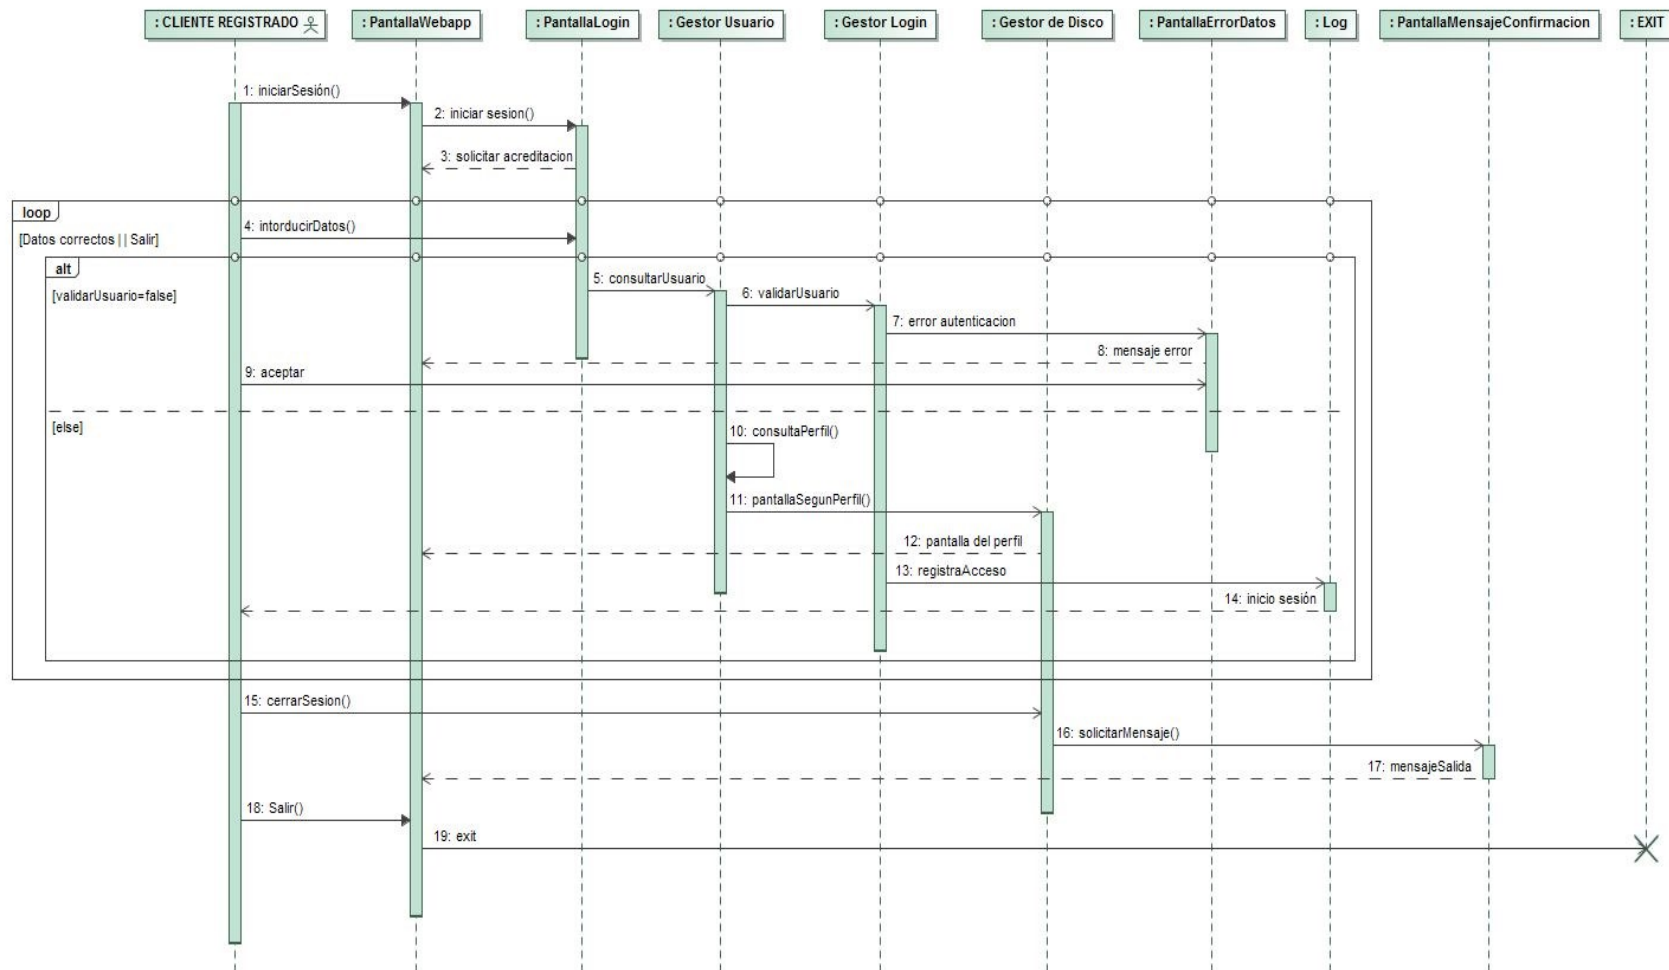 : CLIENTE REGISTRADO
: PantallaWebapp
: PantallaLogin
: Gestor Usuario
: Gestor Login
: Gestor de Disco
: PantallaErrorDatos
: Log
: PantallaMensajeConfirmacion
: EXIT
1: iniciarSesión()
2: iniciar sesion()
3: solicitar acreditacion
loop
4: intorducirDatos()
[Datos correctos || Salir]
alt
5: consultarUsuario
[validarUsuario=false]
6: validarUsuario
7: error autenticacion
8: mensaje error
9: aceptar
[else]
10: consultaPerfil()
11: pantallaSegunPerfil()
12: pantalla del perfil
13: registraAcceso
14: inicio sesión
15: cerrarSesion()
16: solicitarMensaje()
17: mensajeSalida
18: Salir()
19: exit